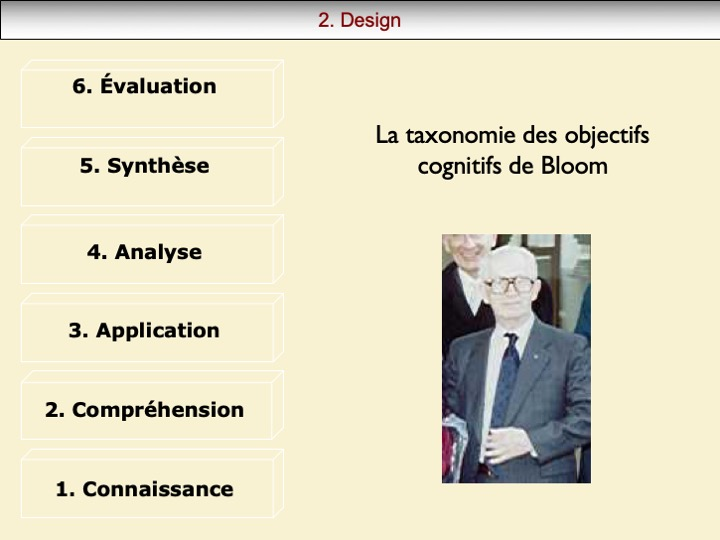 2. Design
6. Évaluation
5. Synthèse
4. Analyse
3. Application
2. Compréhension
1. Connaissance
La taxonomie des objectifs
cognitifs de Bloom